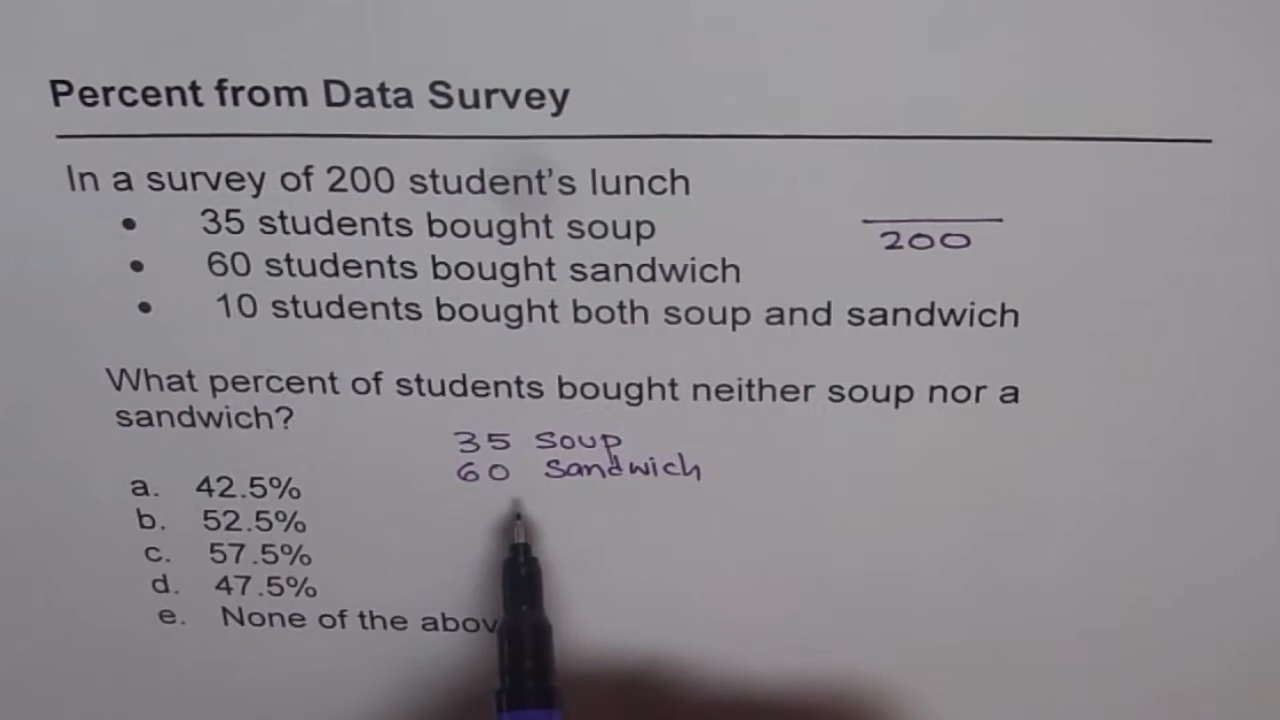 Percent from Data Survey
In a survey of 200 student's lunch
• 35 students bought soup
200
• 60 students bought sandwich
• 10 students bought both soup and sandwich
What percent of students bought neither soup nor a
sandwich?
35 soup
60 sandwich
a. 42.5%
b. 52.5%
c. 57.5%
d. 47.5%
e. None of the abov